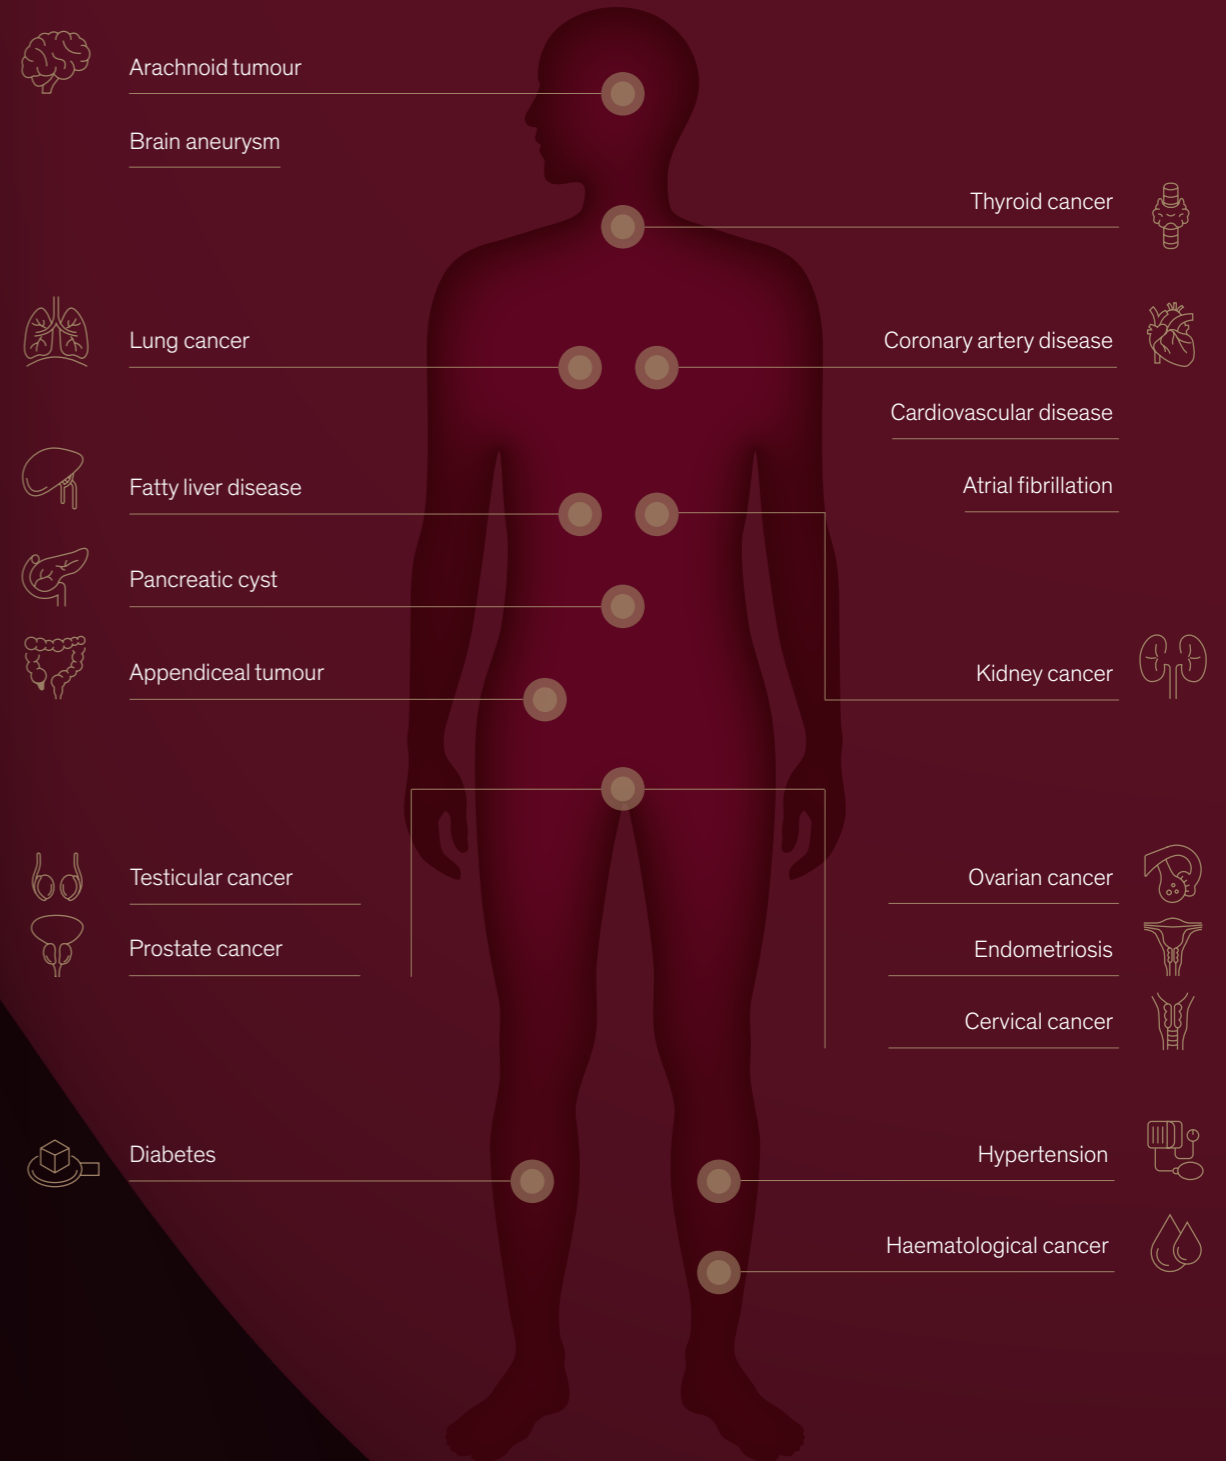 Arachnoid tumour
Brain aneurysm
Thyroid cancer
Lung cancer
Coronary artery disease
Cardiovascular disease
Fatty liver disease
Atrial fibrillation
Pancreatic cyst
Appendiceal tumour
Kidney cancer
Testicular cancer
Ovarian cancer
Prostate cancer
Endometriosis
Cervical cancer
Diabetes
Hypertension
Haematological cancer